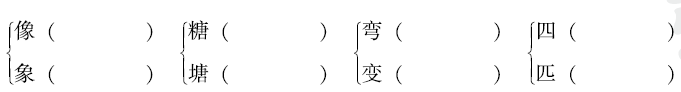 像（ ） 糖（ ） 弯（ ） 四（ ）
象（ ） 塘（ ） 变（ ） 匹（ ）